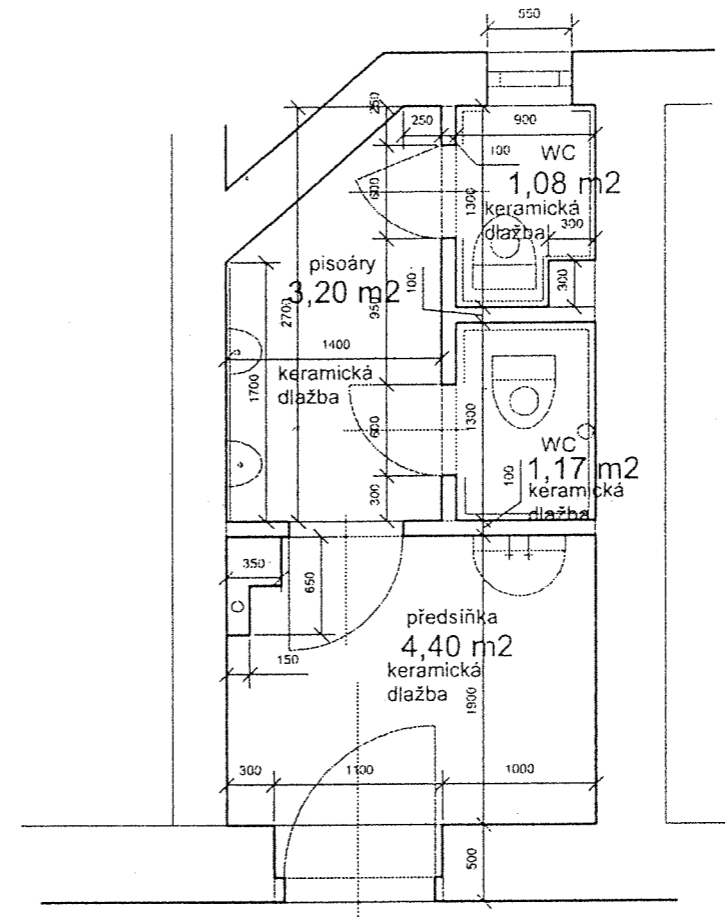 550
250
250
900
100
WC
1,08 m2
keramická
dlažba
300
600
1300
300
pisoáry
3,20 m2
100
950
2700
1400
keramická
dlažba
1700
600
1300
300
WC
1,17 m2
100
keramická
dlažba
350
650
150
předsíňka
4,40 m2
keramická
dlažba
1900
300
1100
1000
500